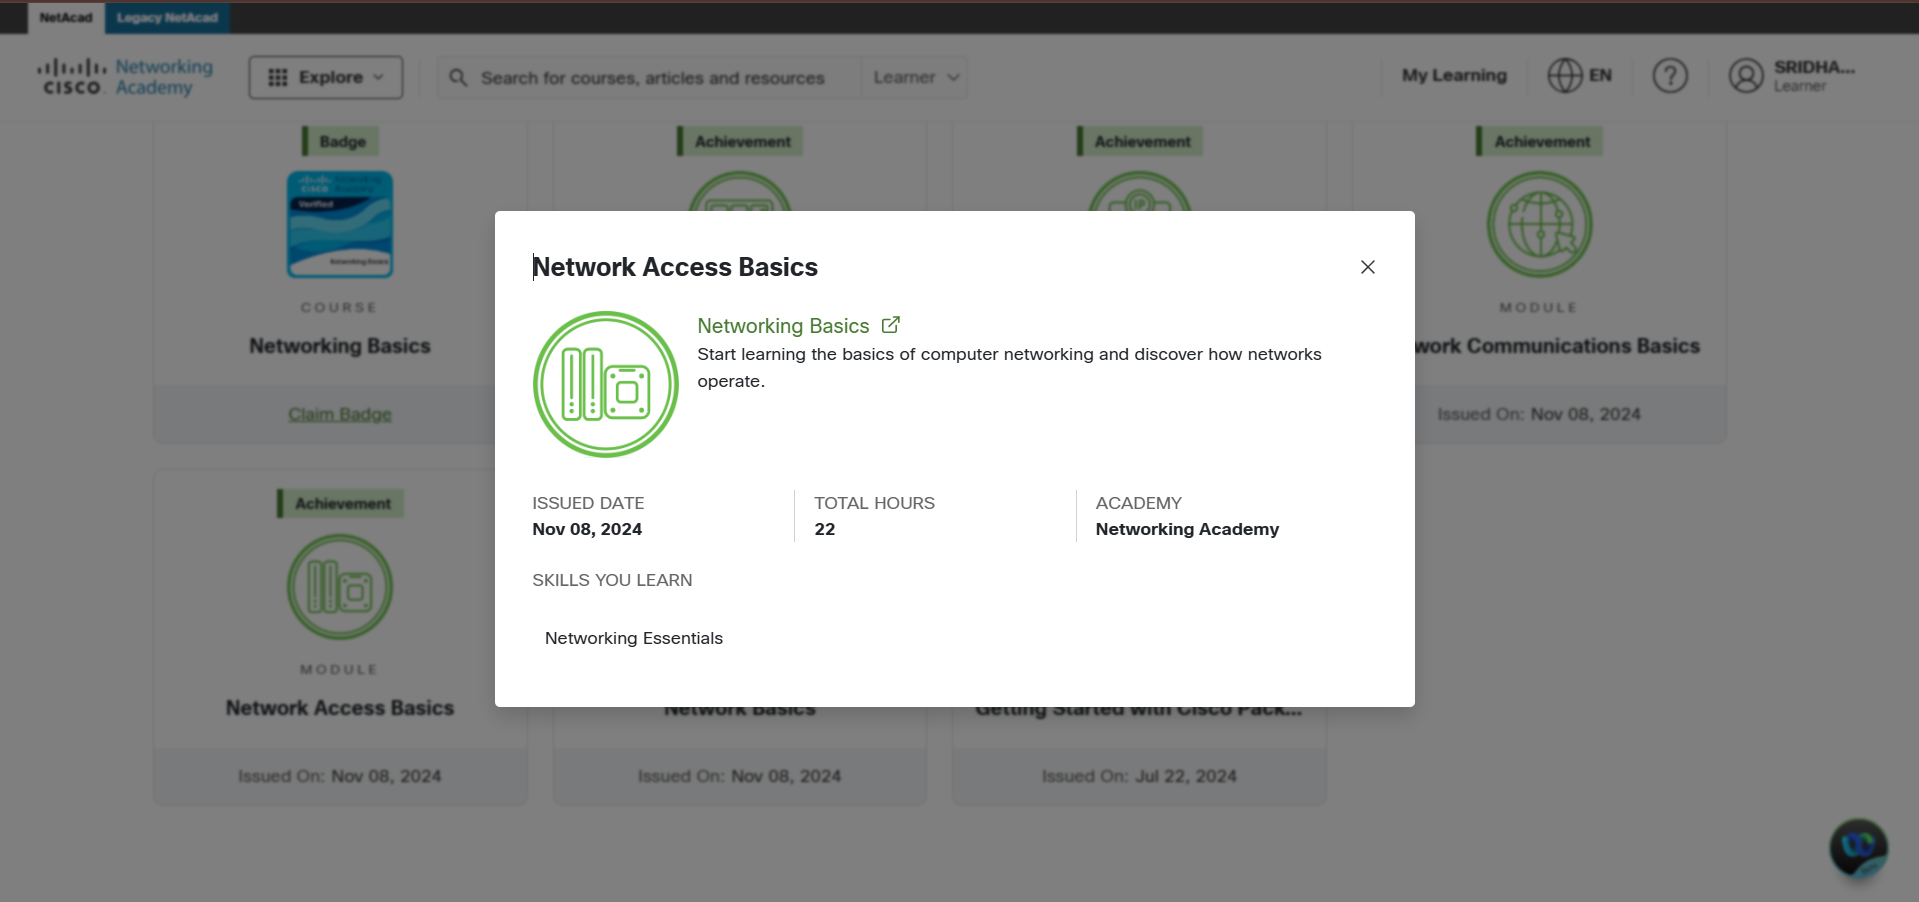 NetAcad
Legacy NetAcad
CISCO
Networking
Academy
Explore
Search for courses, articles and resources
Learner
My Learning
EN
?
SRIDHA...
Learner
Badge
Achievement
Achievement
Achievement
CISCO
Networking
Academy
Verified
Networking Basics
IP
COURSE
MODULE
Networking Basics
work Communications Basics
Claim Badge
Issued On: Nov 08, 2024
Network Access Basics
Networking Basics
Start learning the basics of computer networking and discover how networks
operate.
ISSUED DATE
TOTAL HOURS
ACADEMY
Nov 08, 2024
22
Networking Academy
SKILLS YOU LEARN
Networking Essentials
Achievement
MODULE
Network Access Basics
Network Basics
Getting Started with Cisco Pack...
Issued On: Nov 08, 2024
Issued On: Nov 08, 2024
Issued On: Jul 22, 2024